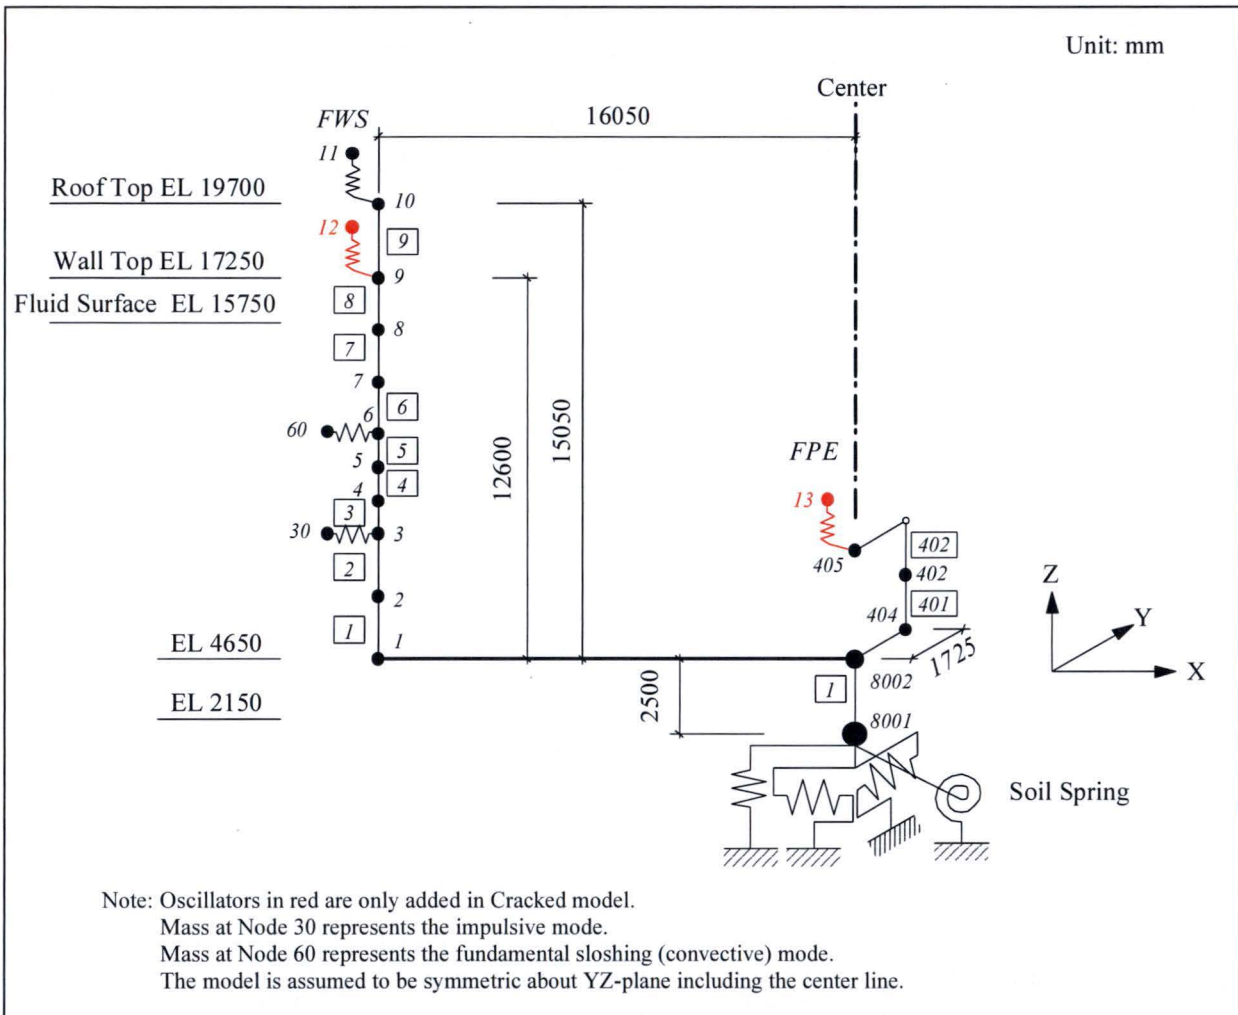 Unit: mm
Center
FWS
16050
11
Roof Top EL 19700
10
12
9
Wall Top EL 17250
9
Fluid Surface EL 15750
8
8
7
7
6
6
60
5
5
4
4
3
30
3
2
2
1
1
15050
12600
FPE
13
405
402
402
404
401
1725
EL 4650
EL 2150
2500
1
8002
8001
Z
Y
X
Soil Spring
Note: Oscillators in red are only added in Cracked model.
Mass at Node 30 represents the impulsive mode.
Mass at Node 60 represents the fundamental sloshing (convective) mode.
The model is assumed to be symmetric about YZ-plane including the center line.